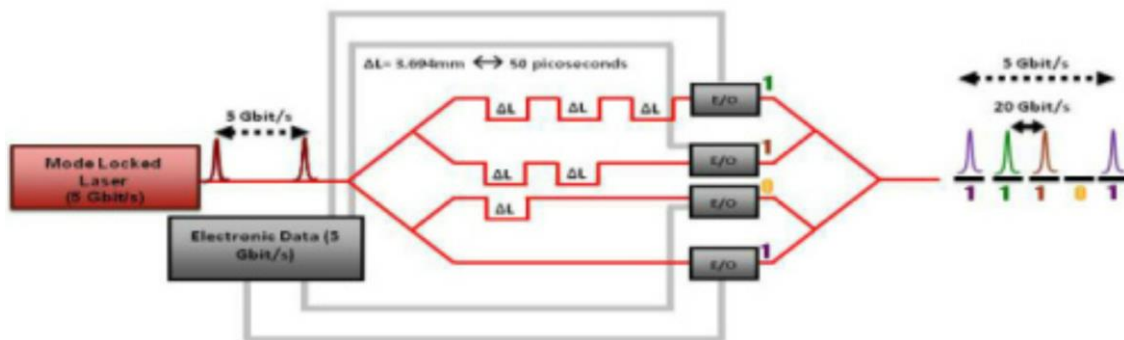 ΔL= 3.694mm ⟷ 50 picoseconds
5 Gbit/s
Mode Locked
Laser
(5 Gbit/s)
Electronic Data (5
Gbit/s)
ΔL
ΔL
ΔL
E/O
1
ΔL
ΔL
E/O
1
ΔL
E/O
0
E/O
1
5 Gbit/s
20 Gbit/s
1 1 1 0 1